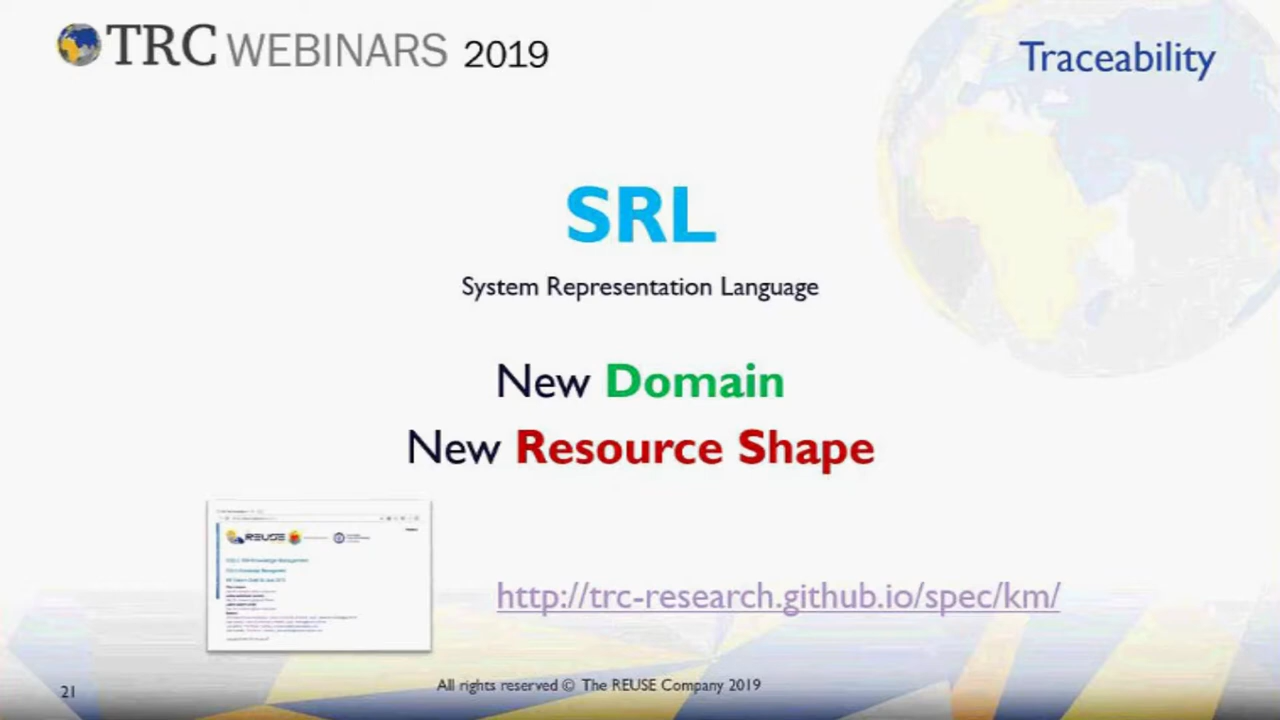 TRC WEBINARS 2019
Traceability
SRL
System Representation Language
New Domain
New Resource Shape
REUSE
http://trc-research.github.io/spec/km/
21
All rights reserved © The REUSE Company 2019